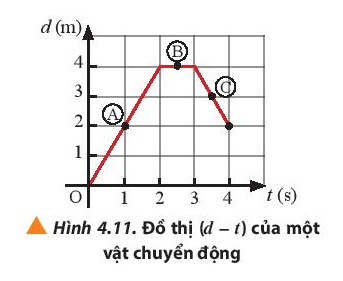 d (m)
B
4
C
3
A
2
1
O 1 2 3 4 t (s)
Hình 4.11. Đồ thị (d – t) của một
vật chuyển động